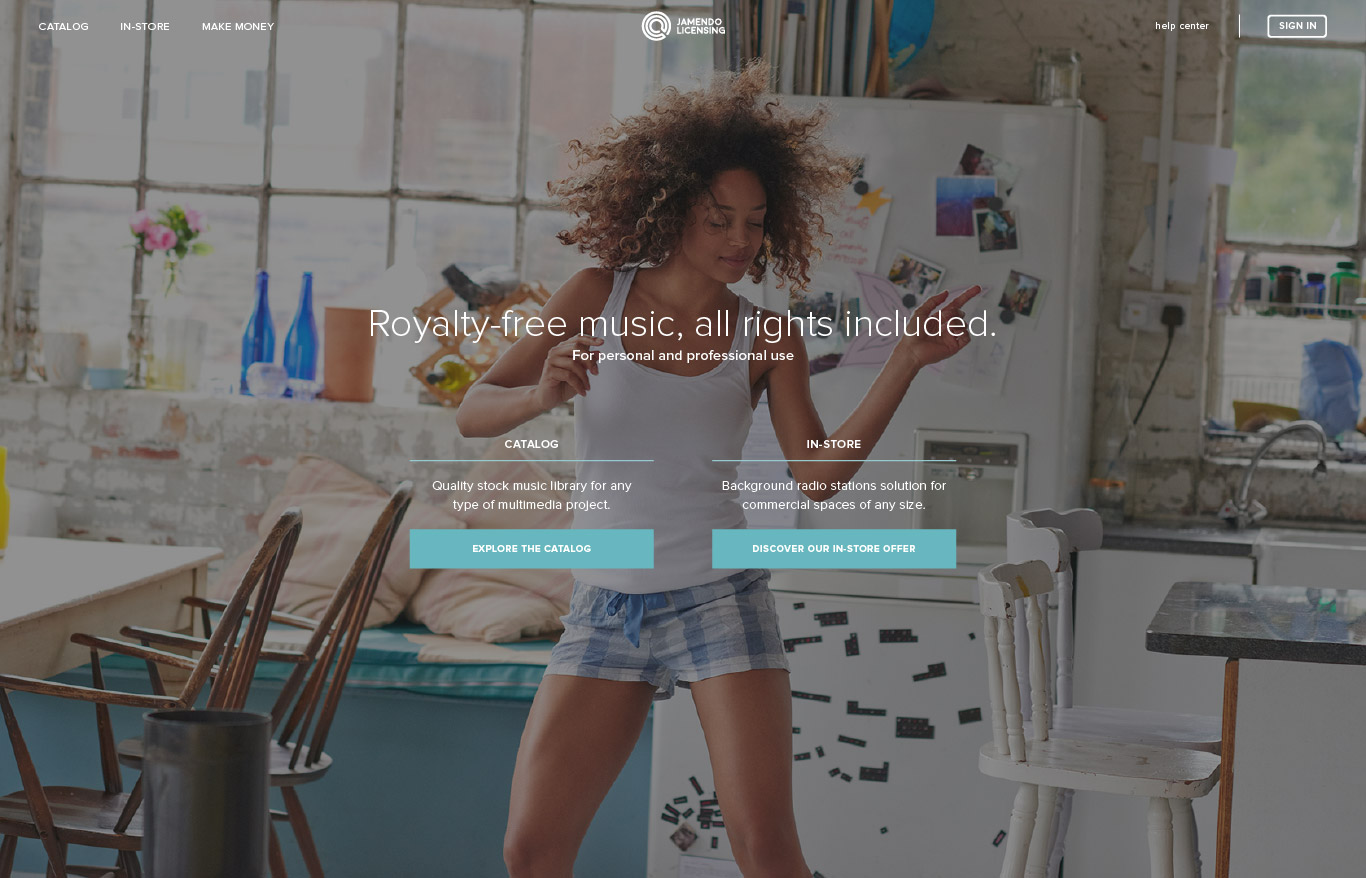 CATALOG IN-STORE MAKE MONEY
JAMENDO
LICENSING
help center
SIGN IN
Royalty-free music, all rights included.
For personal and professional use
CATALOG
Quality stock music library for any
type of multimedia project.
EXPLORE THE CATALOG
IN-STORE
Background radio stations solution for
commercial spaces of any size.
DISCOVER OUR IN-STORE OFFER